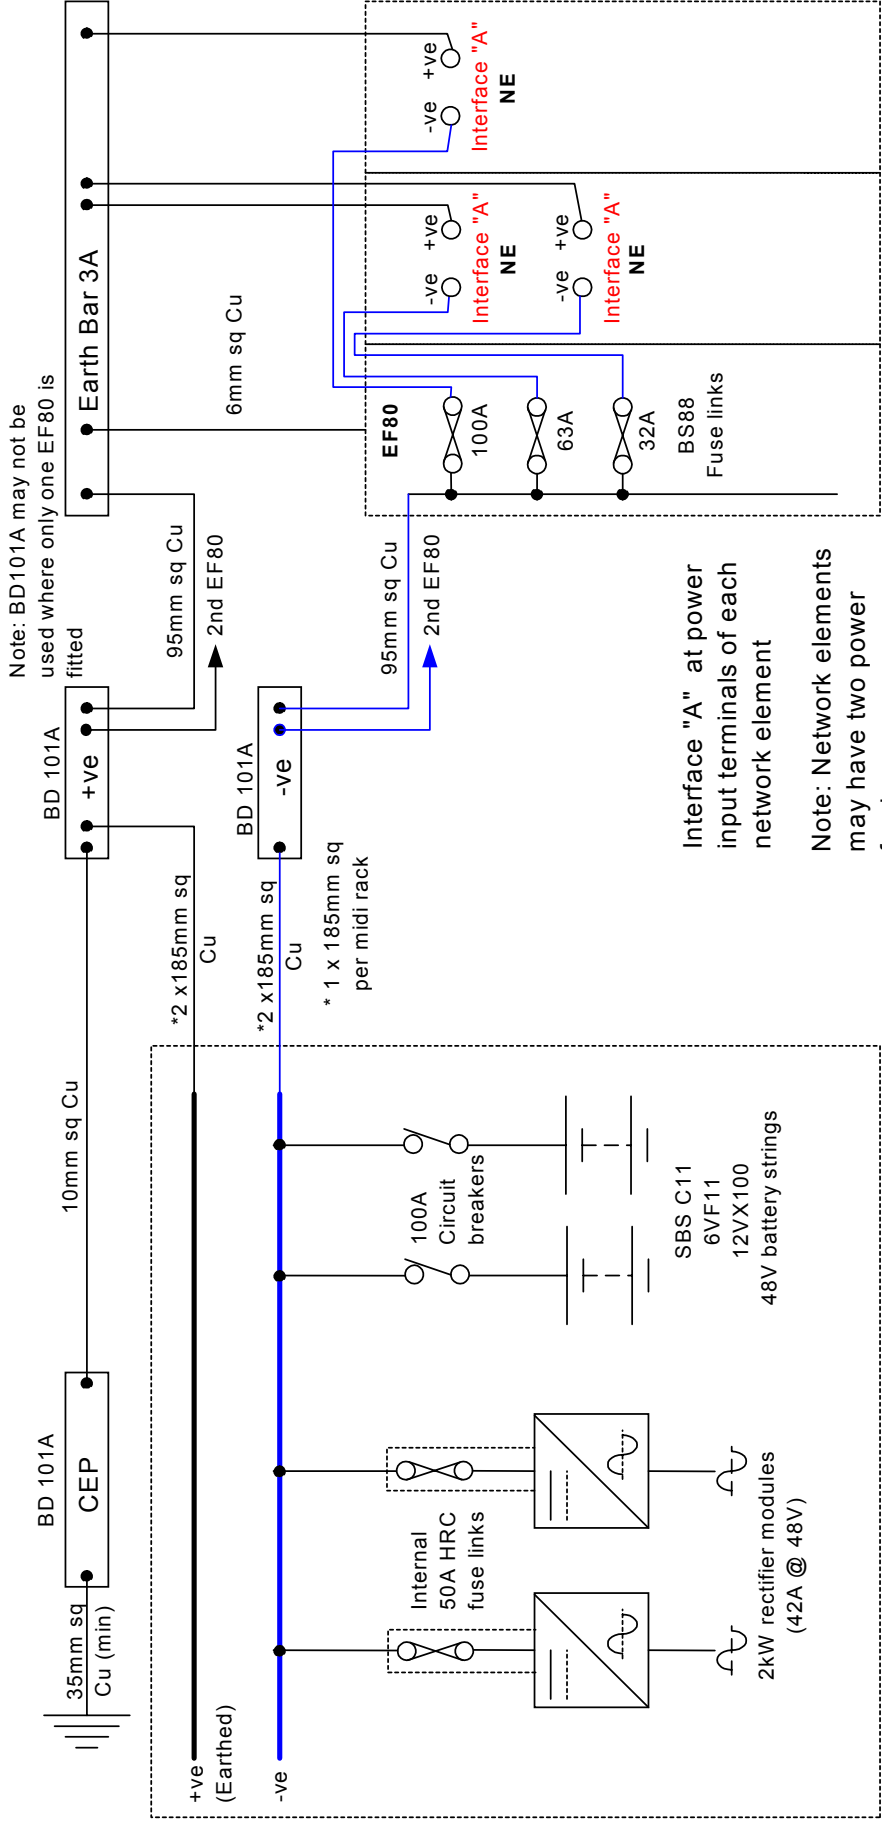 Note: BD101A may not be
used where only one EF80 is
fitted
BD 101A
CEP
35mm sq
Cu (min)
10mm sq Cu
BD 101A
+ve
95mm sq Cu
2nd EF80
Earth Bar 3A
6mm sq Cu
+ve
(Earthed)
-ve
*2 x185mm sq
Cu
*2 x185mm sq
Cu
* 1 x 185mm sq
per midi rack
BD 101A
-ve
95mm sq Cu
2nd EF80
EF80
100A
63A
32A
BS88
Fuse links
-ve
+ve
Interface "A"
NE
-ve
+ve
Interface "A"
NE
-ve
+ve
Interface "A"
NE
Internal
50A HRC
fuse links
100A
Circuit
breakers
2kW rectifier modules
(42A @ 48V)
SBS C11
6VF11
12VX100
48V battery strings
Interface "A" at power
input terminals of each
network element
Note: Network elements
may have two power